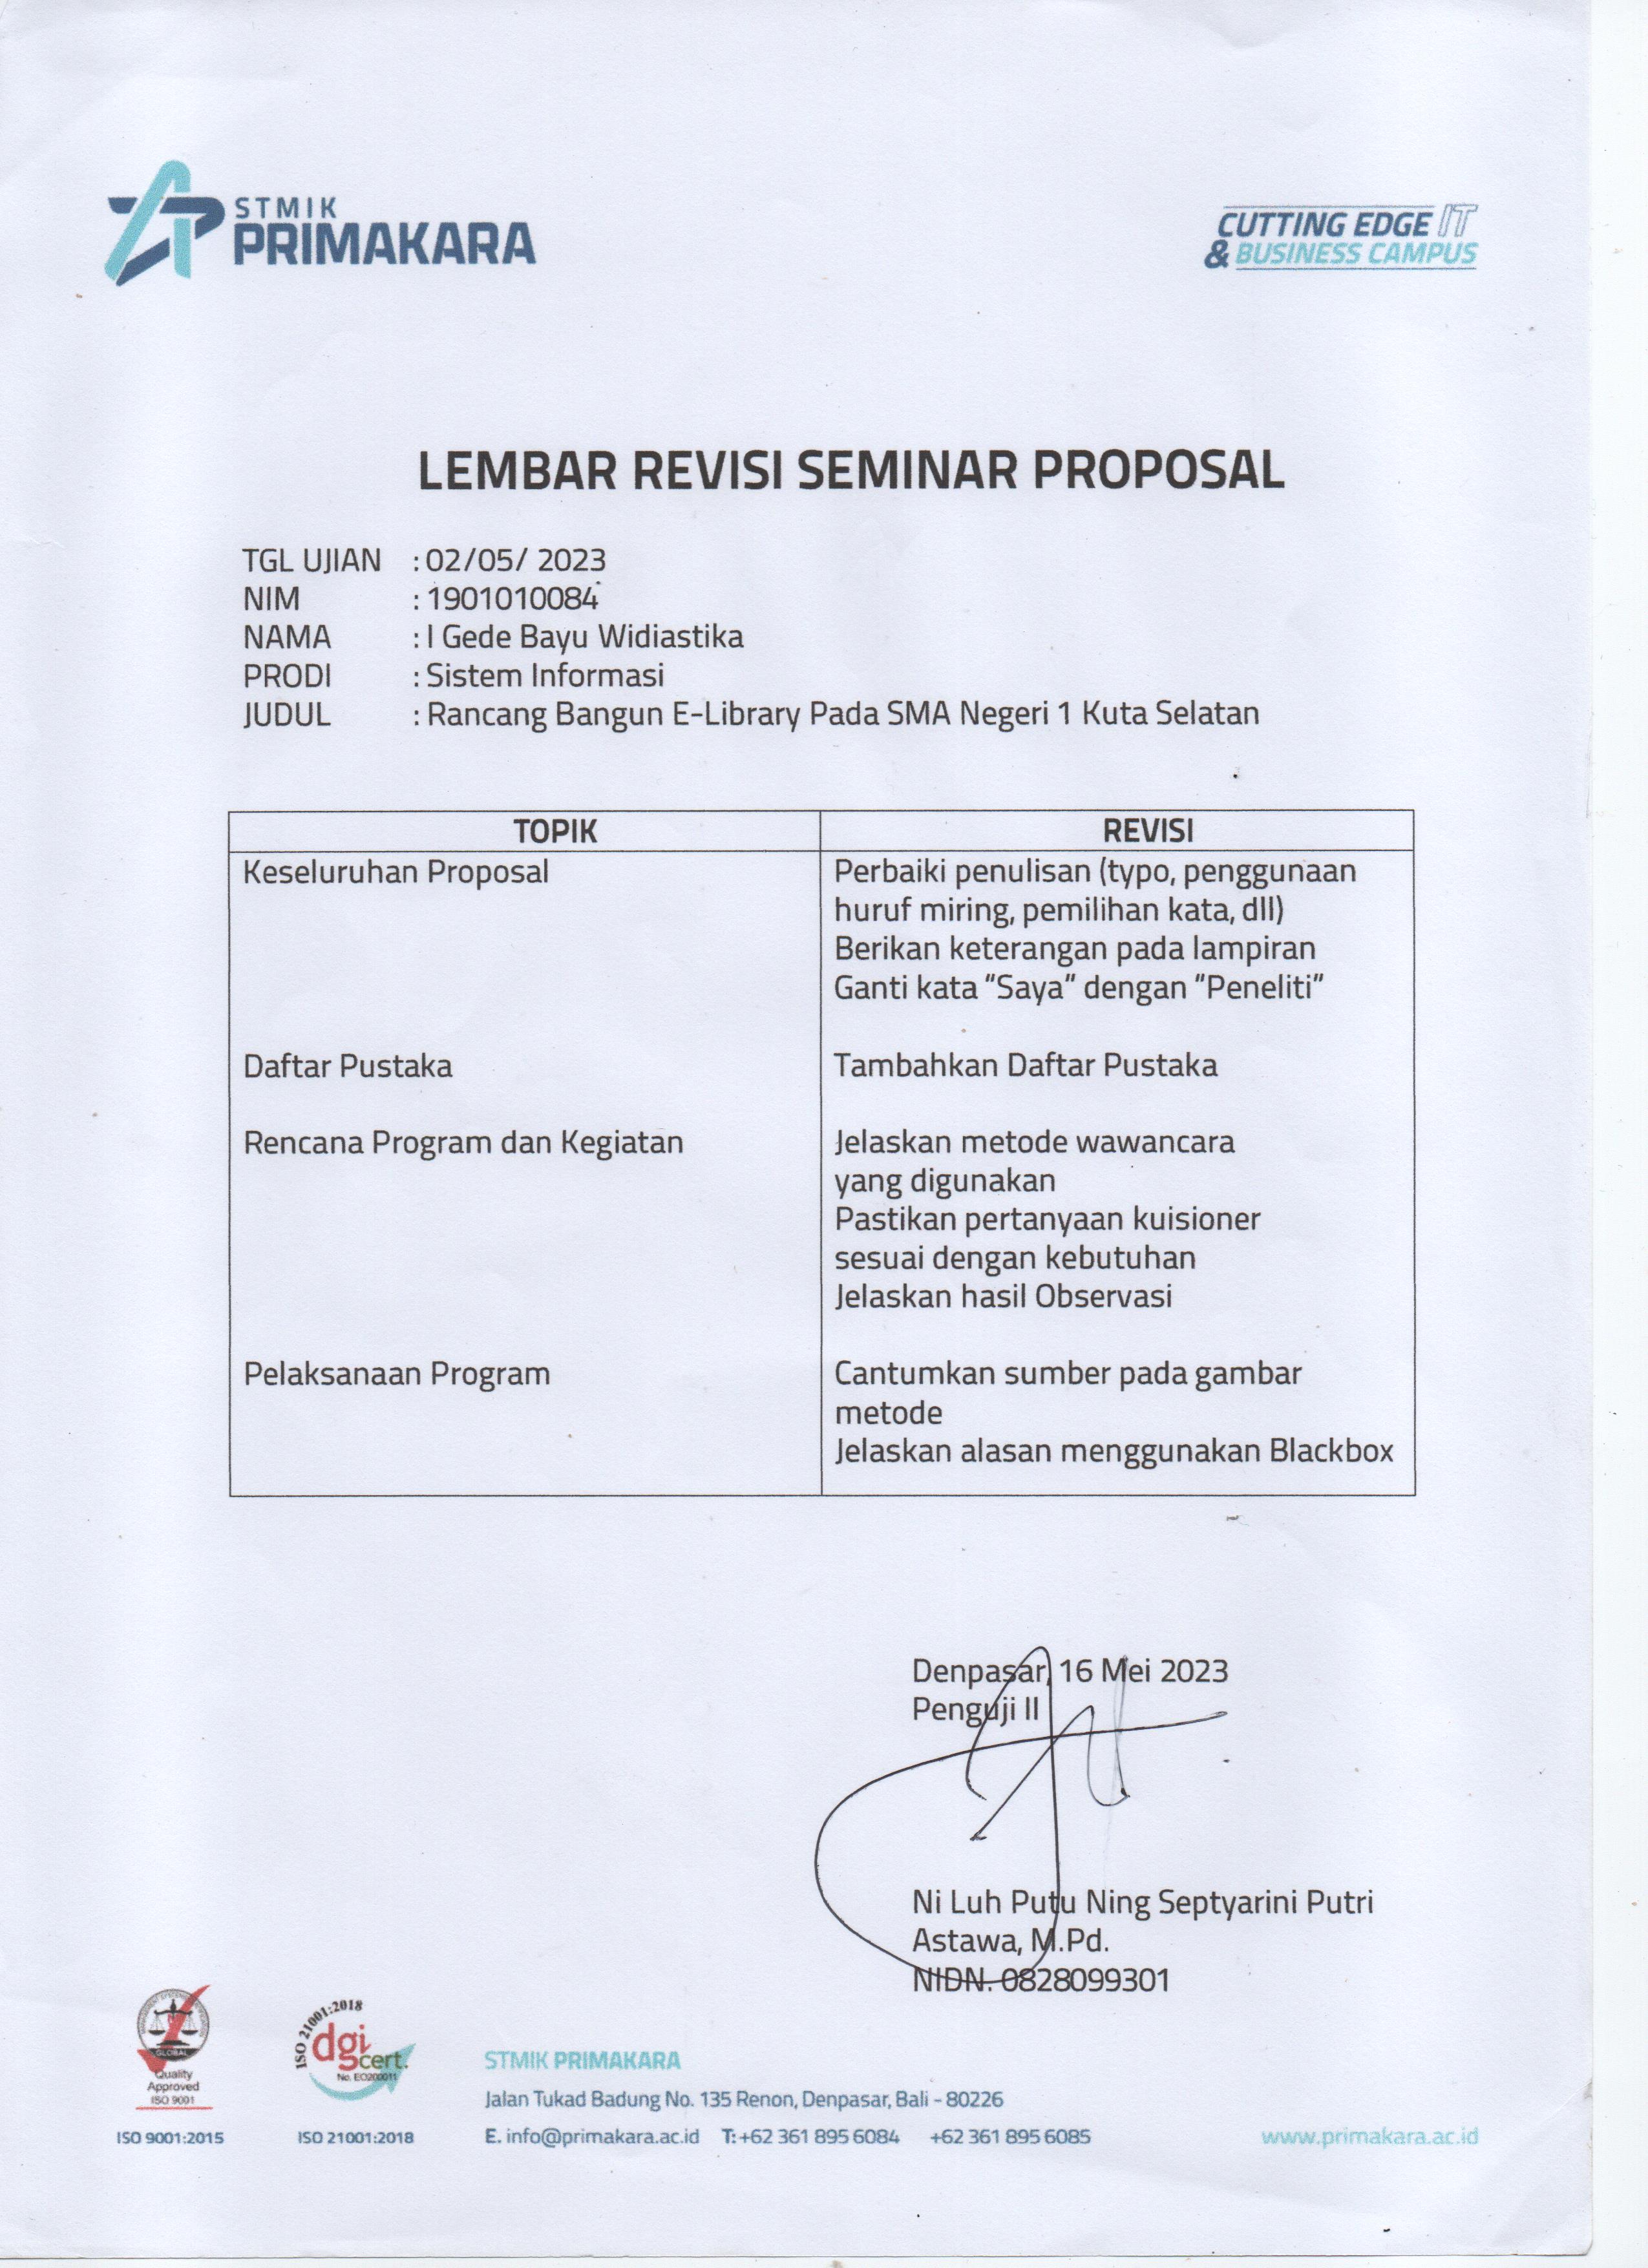 STMIK
PRIMAKARA
CUTTING EDGE IT
& BUSINESS CAMPUS
LEMBAR REVISI SEMINAR PROPOSAL
TGL UJIAN : 02/05/ 2023
NIM : 1901010084
NAMA : I Gede Bayu Widiastika
PRODI : Sistem Informasi
JUDUL : Rancang Bangun E-Library Pada SMA Negeri 1 Kuta Selatan
TOPIK REVISI
Keseluruhan Proposal Perbaiki penulisan (typo, penggunaan
huruf miring, pemilihan kata, dll)
Berikan keterangan pada lampiran
Ganti kata “Saya” dengan “Peneliti”
Daftar Pustaka Tambahkan Daftar Pustaka
Rencana Program dan Kegiatan Jelaskan metode wawancara
yang digunakan
Pastikan pertanyaan kuisioner
sesuai dengan kebutuhan
Jelaskan hasil Observasi
Pelaksanaan Program Cantumkan sumber pada gambar
metode
Jelaskan alasan menggunakan Blackbox
Denpasar, 16 Mei 2023
Penguji II
Ni Luh Putu Ning Septyarini Putri
Astawa, M.Pd.
NIDN. 0828099301
GLOBAL
Quality
Approved
ISO 9001
ISO 9001:2015
ISO 21001:2018
dgi
cert.
No. EO200011
ISO 21001:2018
STMIK PRIMAKARA
Jalan Tukad Badung No. 135 Renon, Denpasar, Bali - 80226
E. info@primakara.ac.id T: +62 361 895 6084 +62 361 895 6085
www.primakara.ac.id